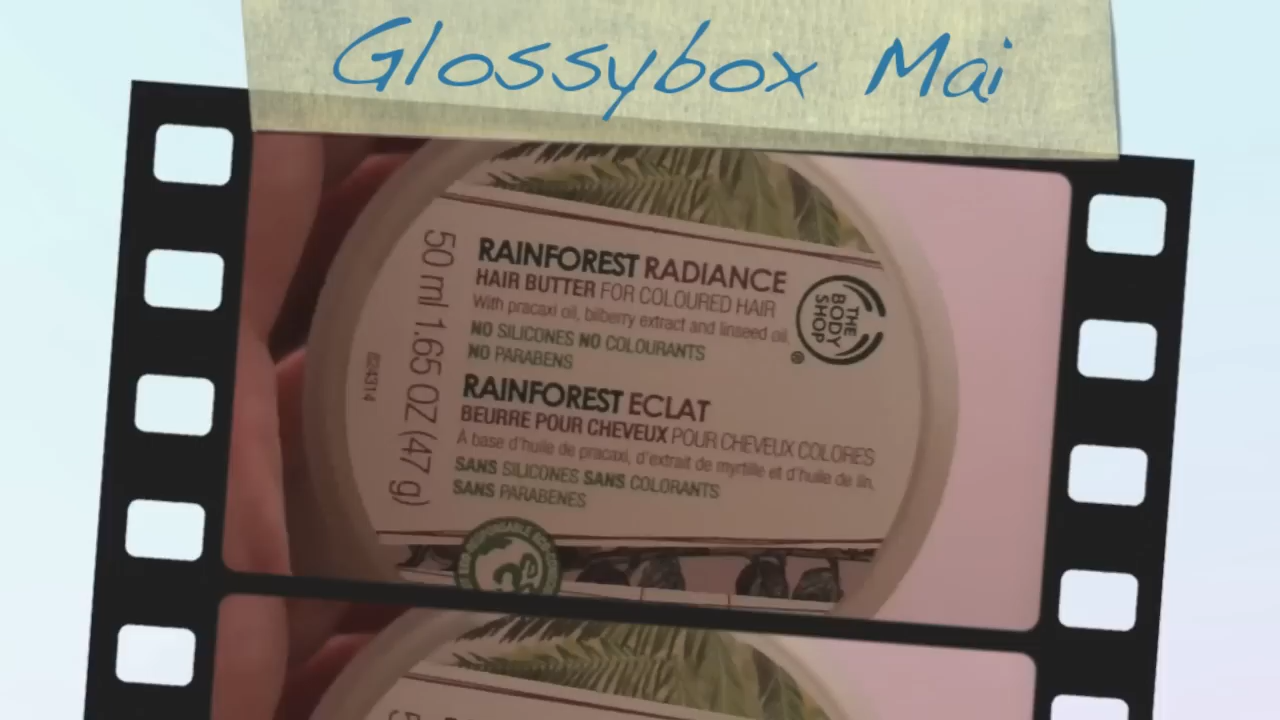 Glossybox Mai
RAINFOREST RADIANCE
HAIR BUTTER FOR COLOURED HAIR
With pracaxi oil, bilberry extract and linseed oil.
NO SILICONES NO COLOURANTS
NO PARABENS
THE
BODY
SHOP
®
RAINFOREST ECLAT
BEURRE POUR CHEVEUX POUR CHEVEUX COLORES
À base d'huile de pracaxi, d'extrait de myrtille et d'huile de lin.
SANS SILICONES SANS COLORANTS
SANS PARABENES
50 ml 1.65 OZ (47 g)